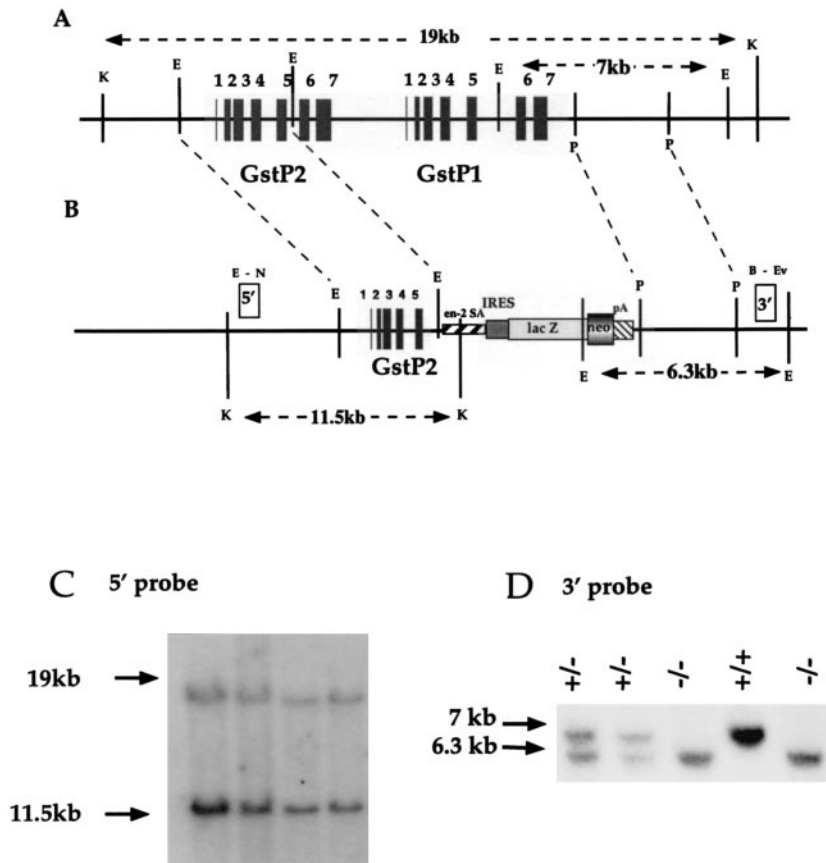 A
19kb
K E E E 7kb E K
1 2 3 4 5 6 7 1 2 3 4 5 6 7
GstP2 GstP1 P P
B
E - N B - Ev
5' E E IRES P P 3'
1 2 3 4 5 en-2 SA lac Z neo pA
GstP2
E 6.3kb E
K 11.5kb K
C 5' probe
19kb
11.5kb
D 3' probe
+/- +/- -/- +/+ -/-
7 kb
6.3 kb